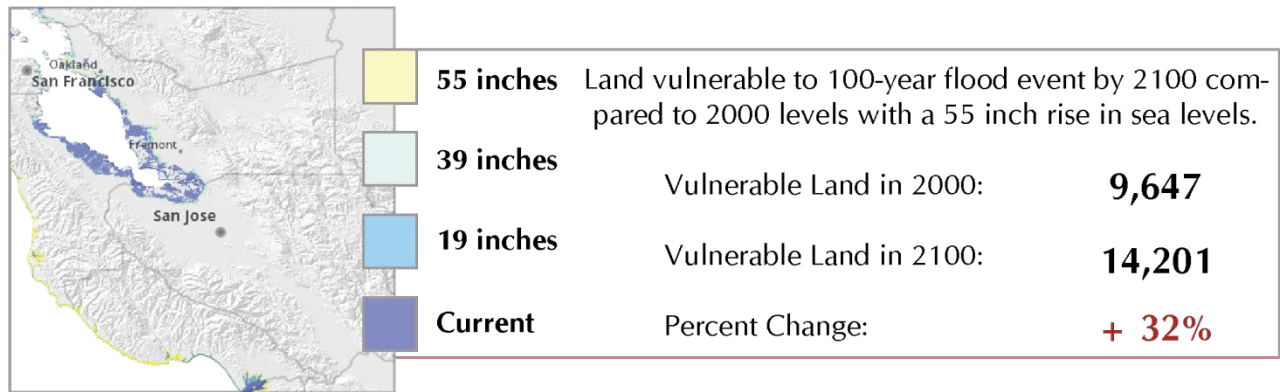 Oakland
San Francisco
Fremont
San Jose
55 inches
39 inches
19 inches
Current
Land vulnerable to 100-year flood event by 2100 com-
pared to 2000 levels with a 55 inch rise in sea levels.
Vulnerable Land in 2000: 9,647
Vulnerable Land in 2100: 14,201
Percent Change: + 32%